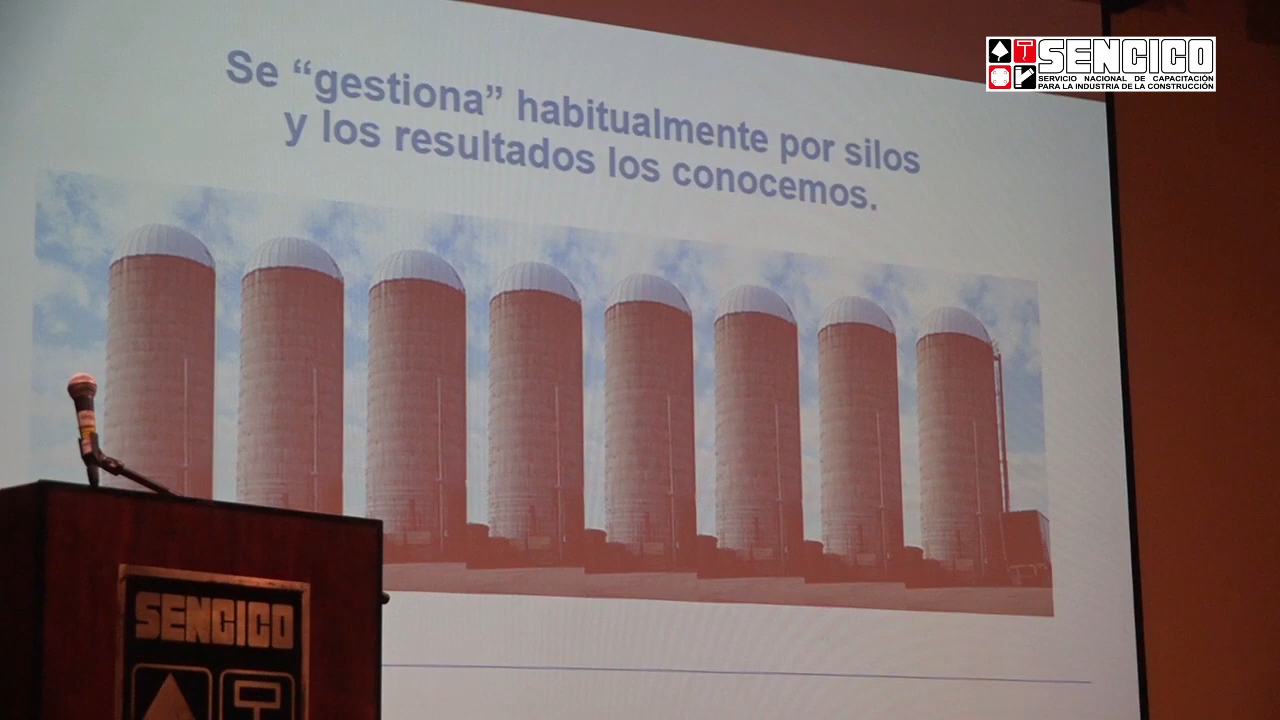 Se “gestiona” habitualmente por silos
y los resultados los conocemos.
SENCICO
SERVICIO NACIONAL DE CAPACITACIÓN
PARA LA INDUSTRIA DE LA CONSTRUCCIÓN
SENCICO